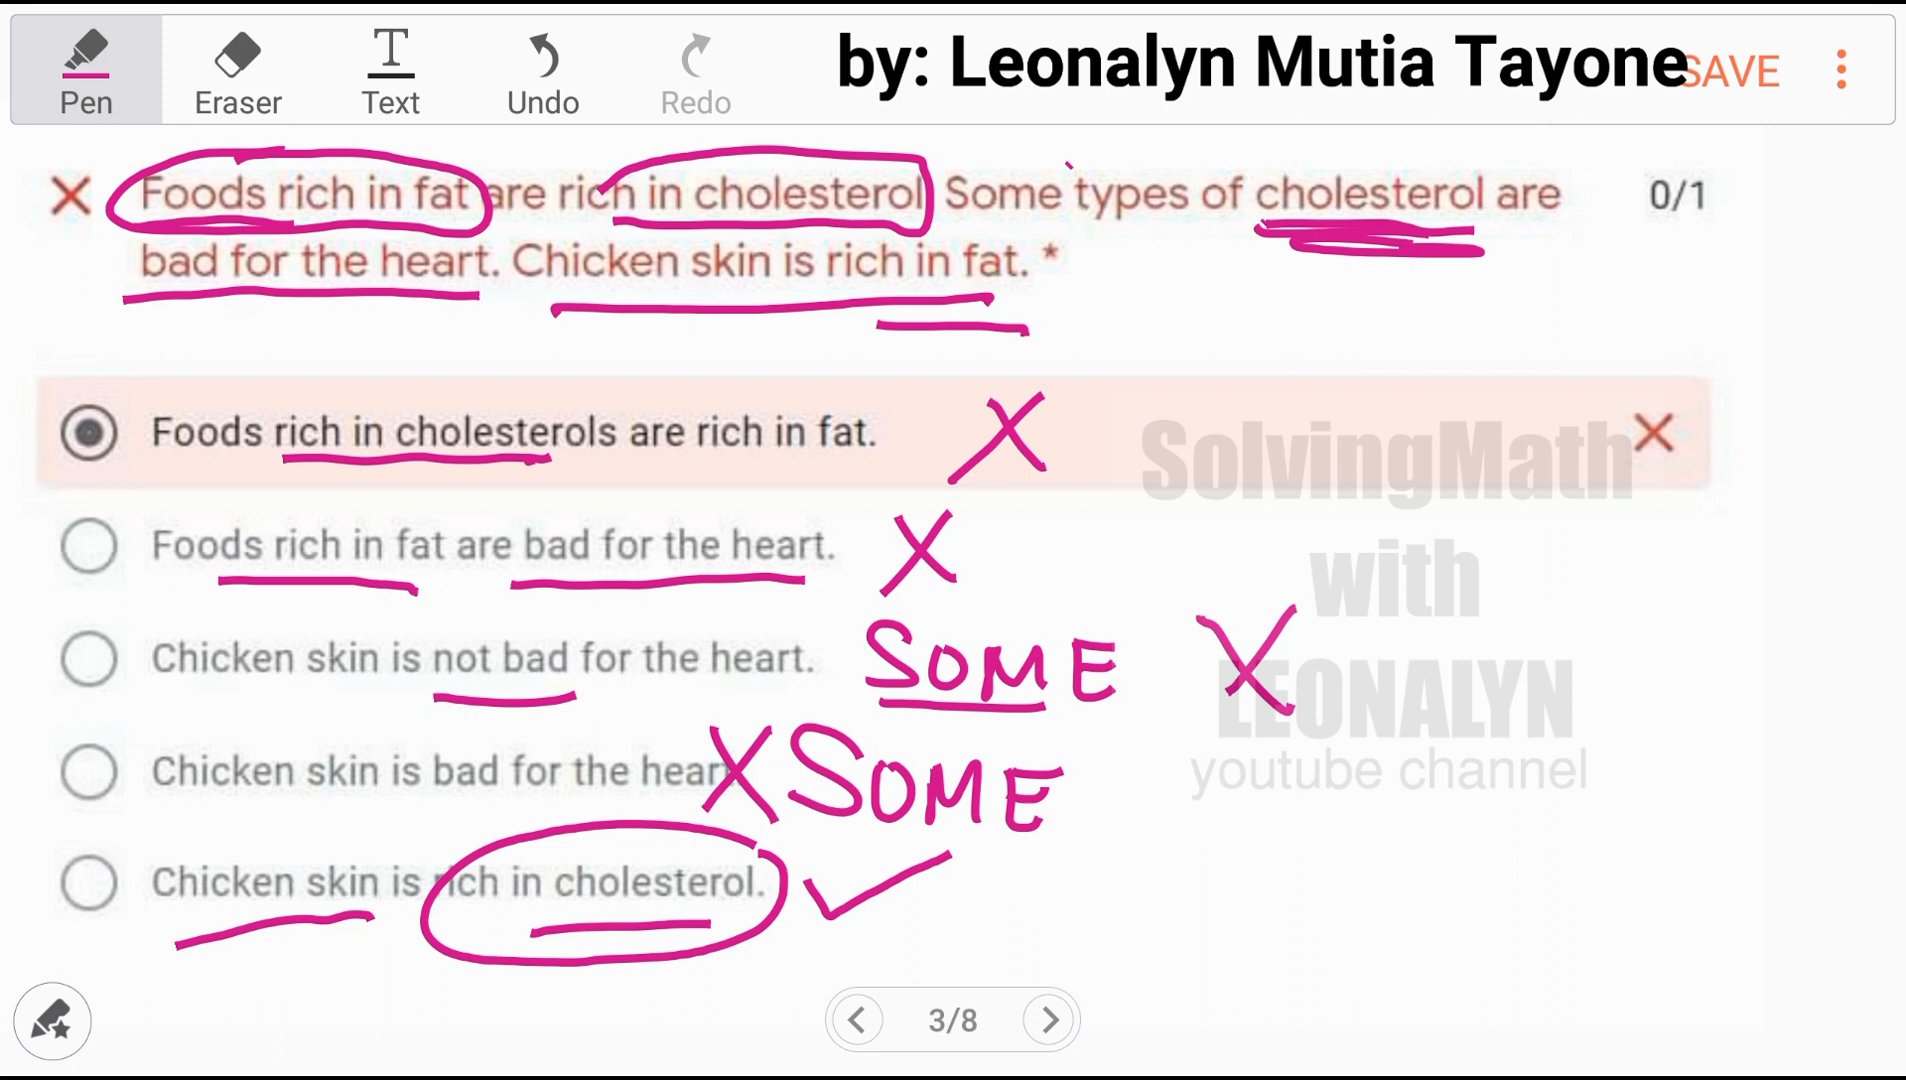 Pen
Eraser
Text
Undo
Redo
by: Leonalyn Mutia Tayone
SAVE
Foods rich in fat are rich in cholesterol. Some types of cholesterol are
0/1
bad for the heart. Chicken skin is rich in fat. *
Foods rich in cholesterols are rich in fat.
X
SolvingMath
Foods rich in fat are bad for the heart.
X
with
Chicken skin is not bad for the heart.
SOME
X
LEONALYN
Chicken skin is bad for the hear
X SOME
youtube channel
Chicken skin is rich in cholesterol.
3/8